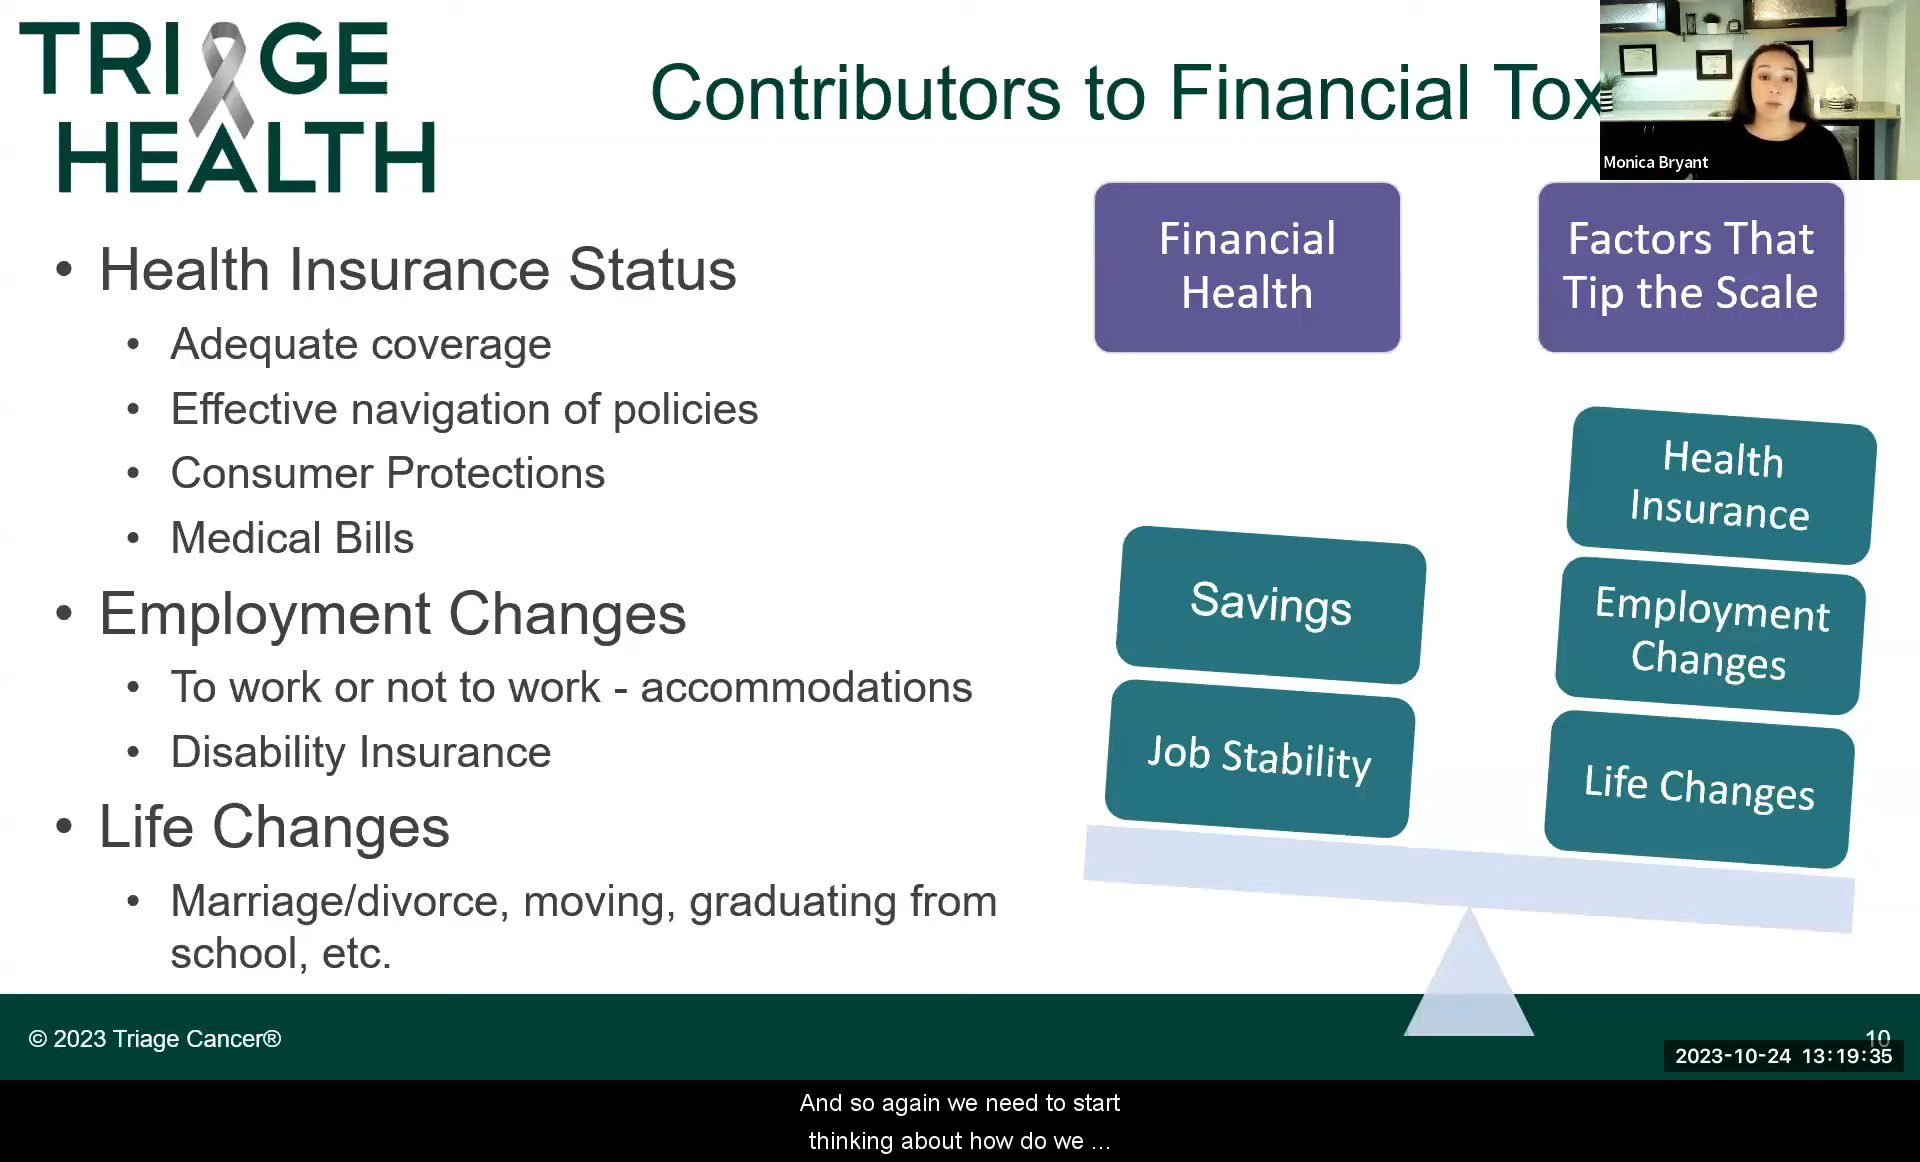 TRIAGE
HEALTH
Contributors to Financial Tox
Monica Bryant
• Health Insurance Status
• Adequate coverage
• Effective navigation of policies
• Consumer Protections
• Medical Bills
• Employment Changes
• To work or not to work - accommodations
• Disability Insurance
• Life Changes
• Marriage/divorce, moving, graduating from
school, etc.
Financial
Health
Factors That
Tip the Scale
Savings
Job Stability
Health
Insurance
Employment
Changes
Life Changes
© 2023 Triage Cancer®
10
2023-10-24 13:19:35
And so again we need to start
thinking about how do we ...